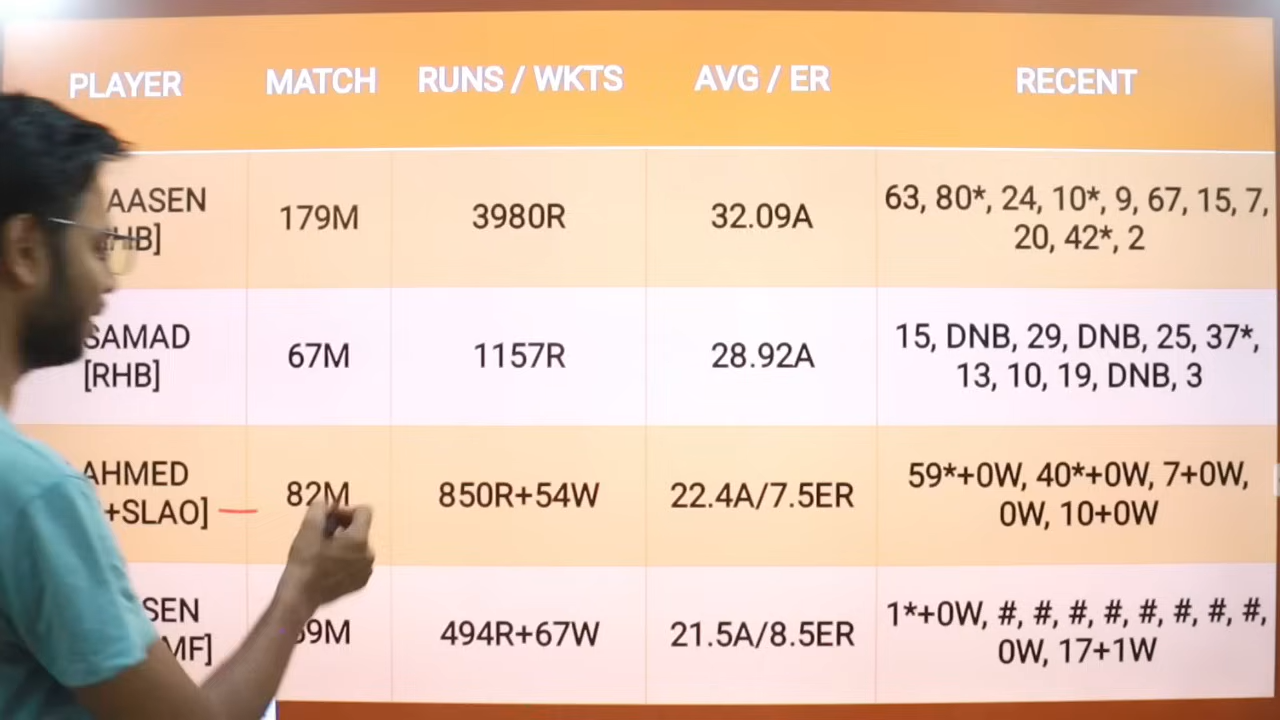 PLAYER MATCH RUNS / WKTS AVG / ER RECENT
AASEN 179M 3980R 32.09A 63, 80*, 24, 10*, 9, 67, 15, 7,
HB] 20, 42*, 2
SAMAD 67M 1157R 28.92A 15, DNB, 29, DNB, 25, 37*,
[RHB] 13, 10, 19, DNB, 3
AHMED 82M 850R+54W 22.4A/7.5ER 59*+0W, 40*+0W, 7+0W,
+SLAO] 0W, 10+0W
SEN 9M 494R+67W 21.5A/8.5ER 1*+0W, #, #, #, #, #, #, #, #,
MF] 0W, 17+1W